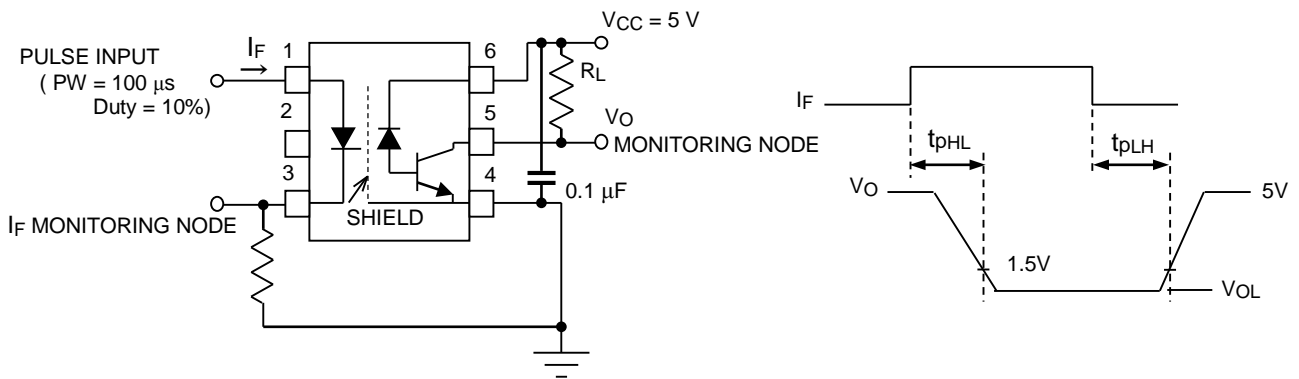 PULSE INPUT
( PW = 100 μs
Duty = 10%)
IF
1
2
3
6
5
4
SHIELD
IF MONITORING NODE
VCC = 5 V
RL
VO
MONITORING NODE
0.1 μF
IF
tpHL
tpLH
VO
5V
1.5V
VOL